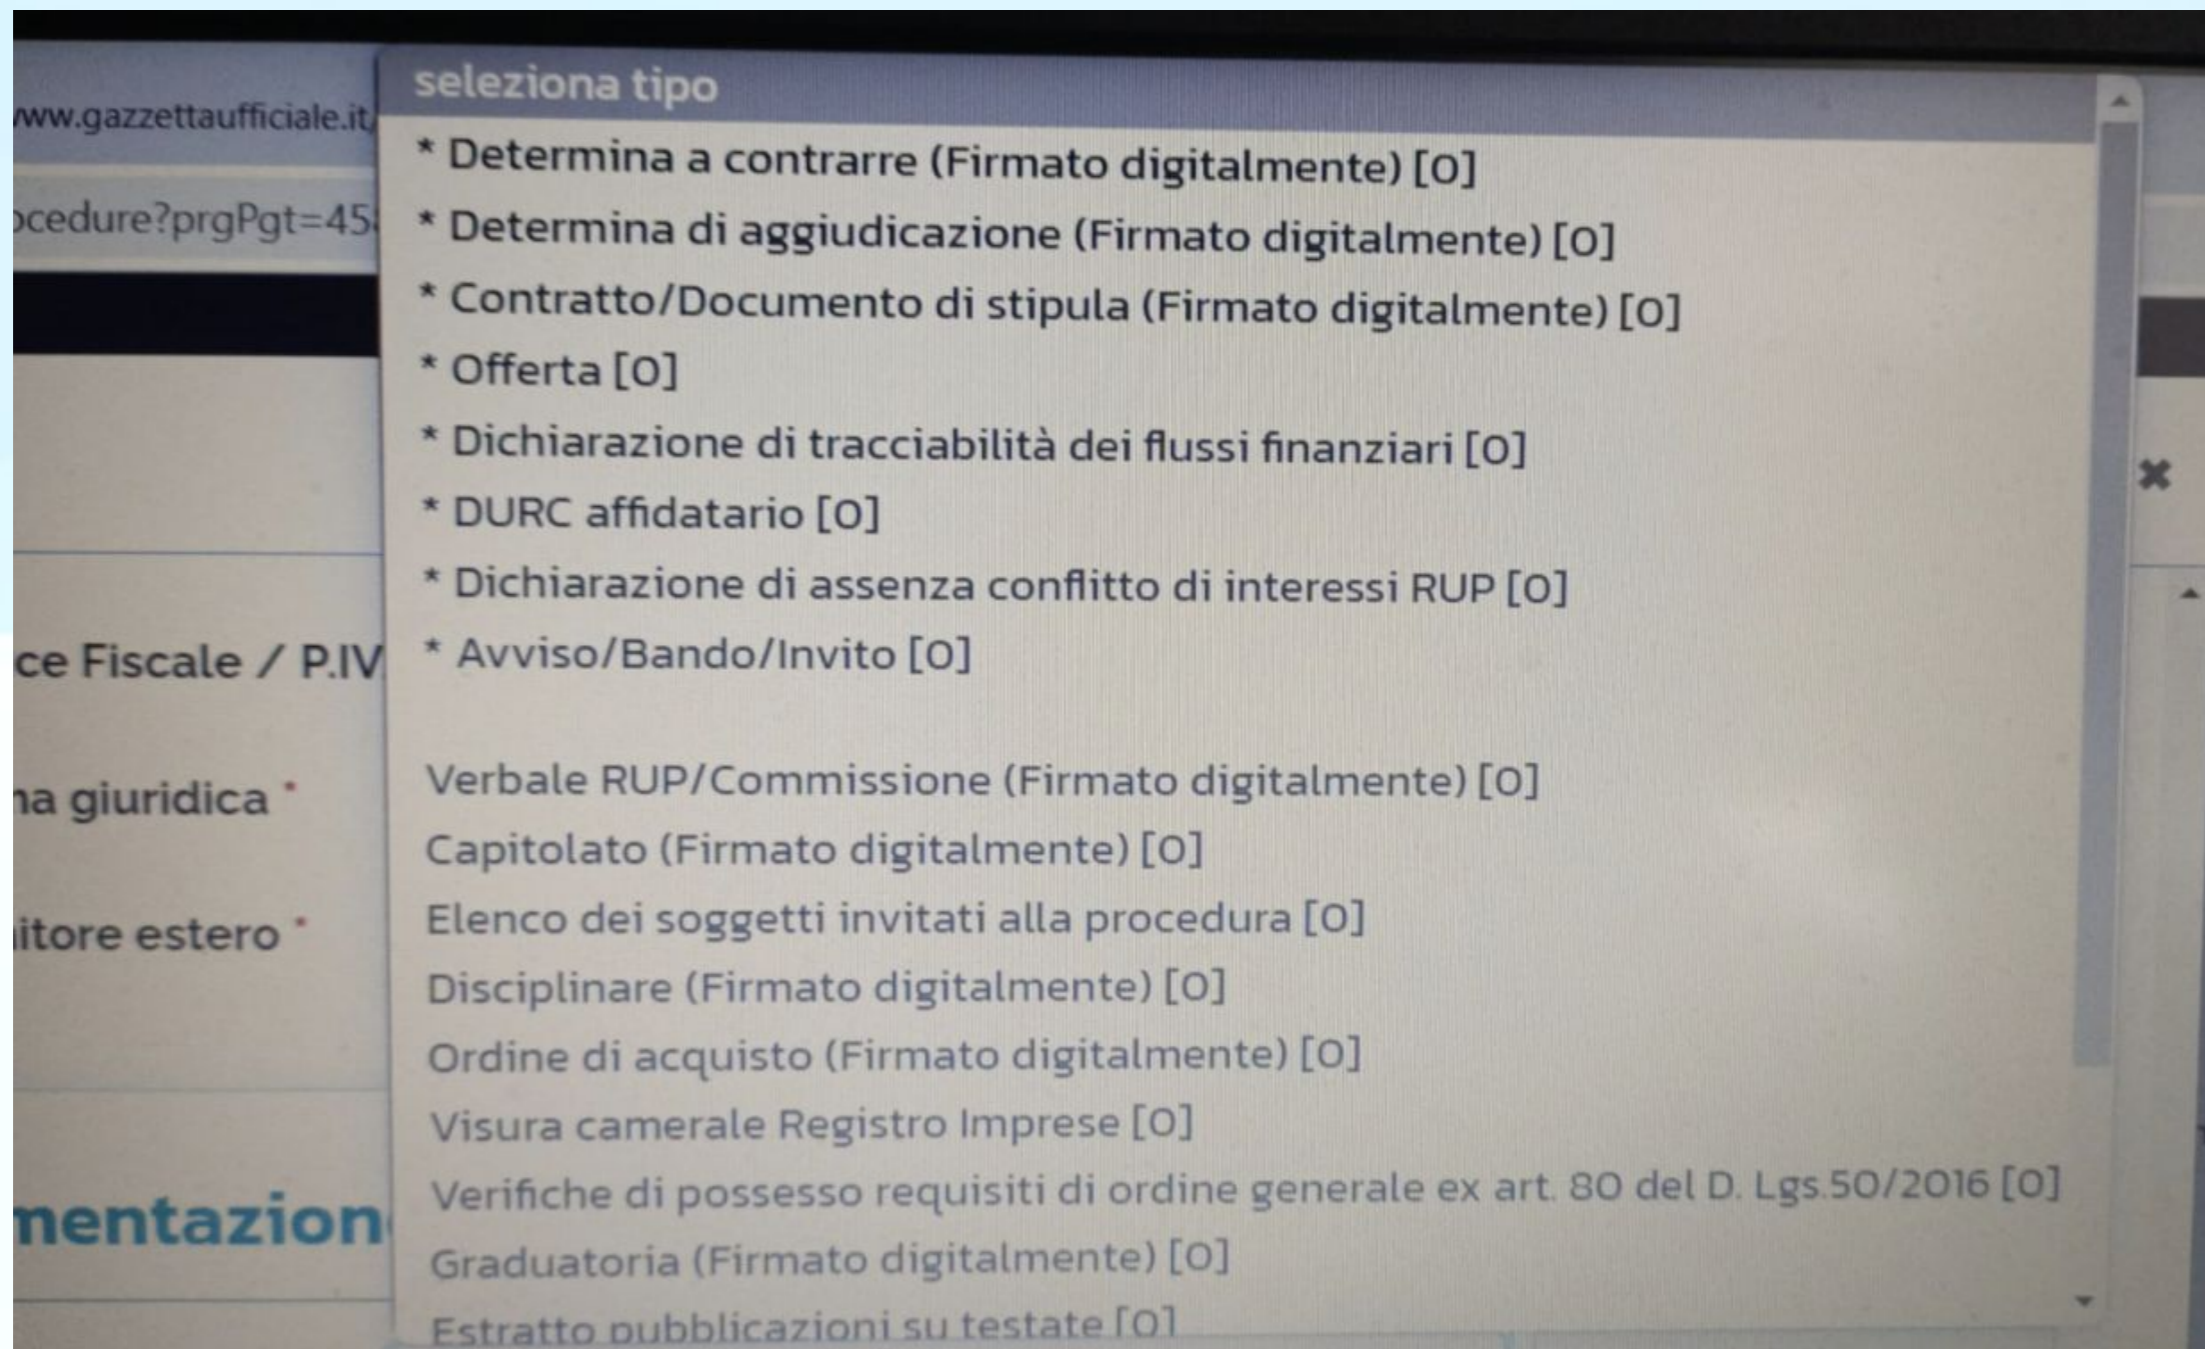 seleziona tipo
www.gazzettaufficiale.it/
ocedure?prgPgt=45
* Determina a contrarre (Firmato digitalmente) [0]
* Determina di aggiudicazione (Firmato digitalmente) [0]
* Contratto/Documento di stipula (Firmato digitalmente) [0]
* Offerta [0]
* Dichiarazione di tracciabilità dei flussi finanziari [0]
* DURC affidatario [0]
* Dichiarazione di assenza conflitto di interessi RUP [0]
* Avviso/Bando/Invito [0]
ce Fiscale / P.IV
Verbale RUP/Commissione (Firmato digitalmente) [0]
na giuridica *
Capitolato (Firmato digitalmente) [0]
Elenco dei soggetti invitati alla procedura [0]
itore estero *
Disciplinare (Firmato digitalmente) [0]
Ordine di acquisto (Firmato digitalmente) [0]
Visura camerale Registro Imprese [0]
Verifiche di possesso requisiti di ordine generale ex art. 80 del D. Lgs.50/2016 [0]
mentazion
Graduatoria (Firmato digitalmente) [0]
Estratto pubblicazioni su testate [0]